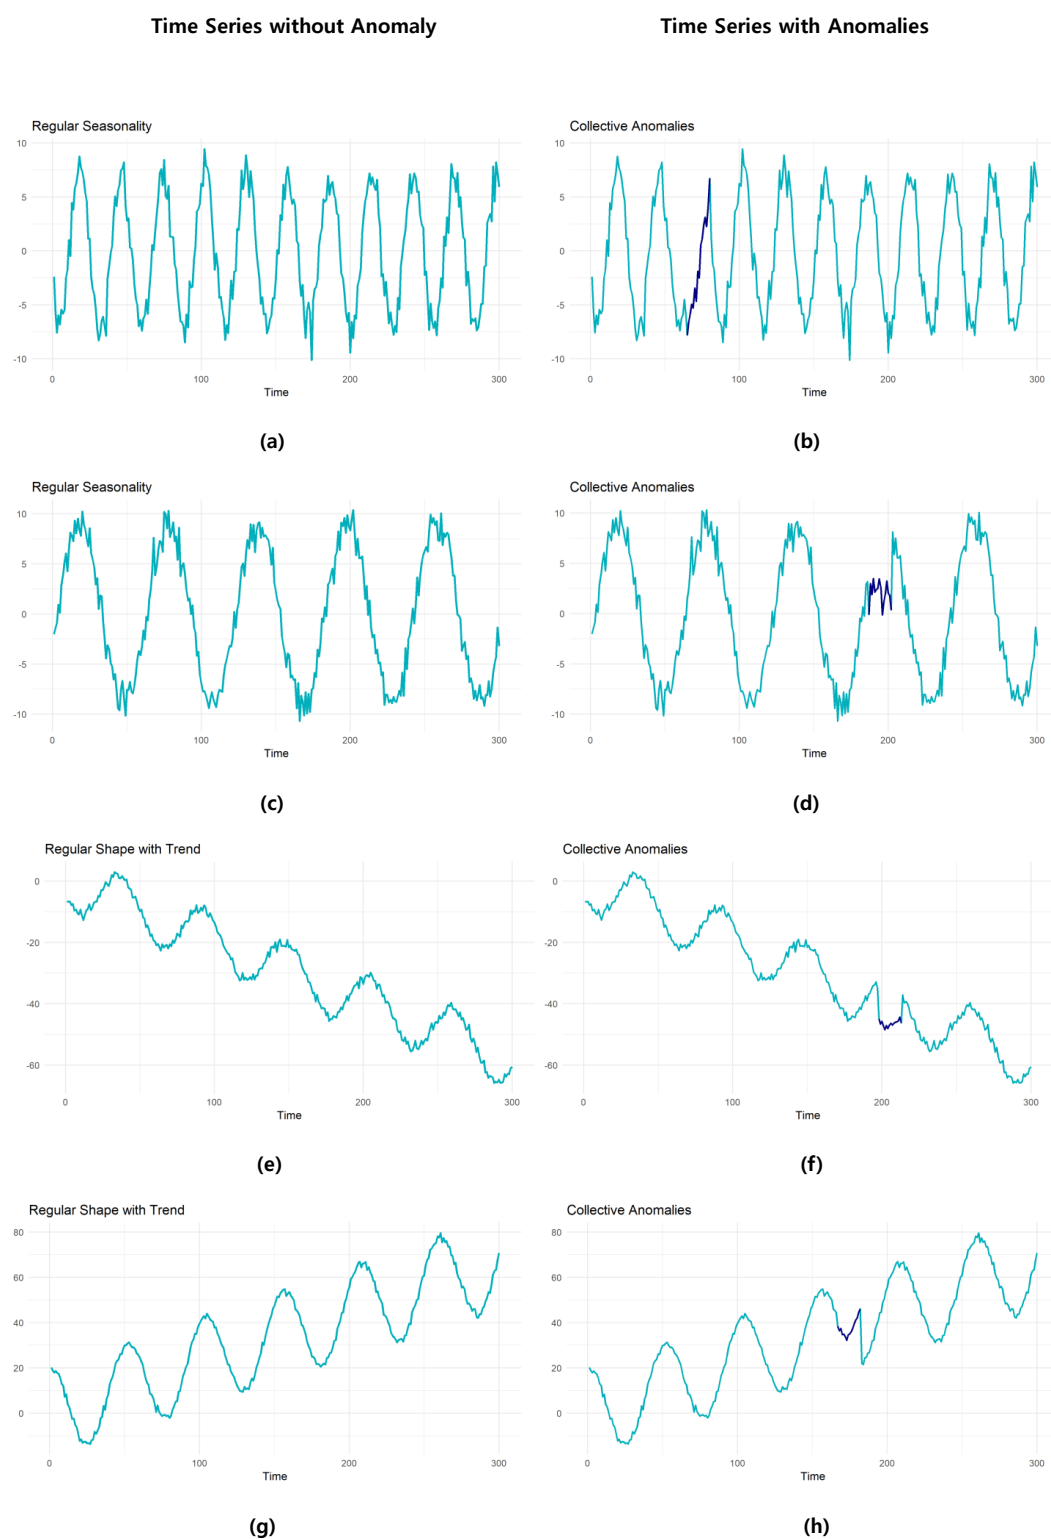 Time Series without Anomaly
Time Series with Anomalies
Regular Seasonality
10
5
0
-5
-10
0 100 200 300
Time
(a)
Collective Anomalies
10
5
0
-5
-10
0 100 200 300
Time
(b)
Regular Seasonality
10
5
0
-5
-10
0 100 200 300
Time
(c)
Collective Anomalies
10
5
0
-5
-10
0 100 200 300
Time
(d)
Regular Shape with Trend
0
-20
-40
-60
0 100 200 300
Time
(e)
Collective Anomalies
0
-20
-40
-60
0 100 200 300
Time
(f)
Regular Shape with Trend
80
60
40
20
0
0 100 200 300
Time
(g)
Collective Anomalies
80
60
40
20
0
0 100 200 300
Time
(h)